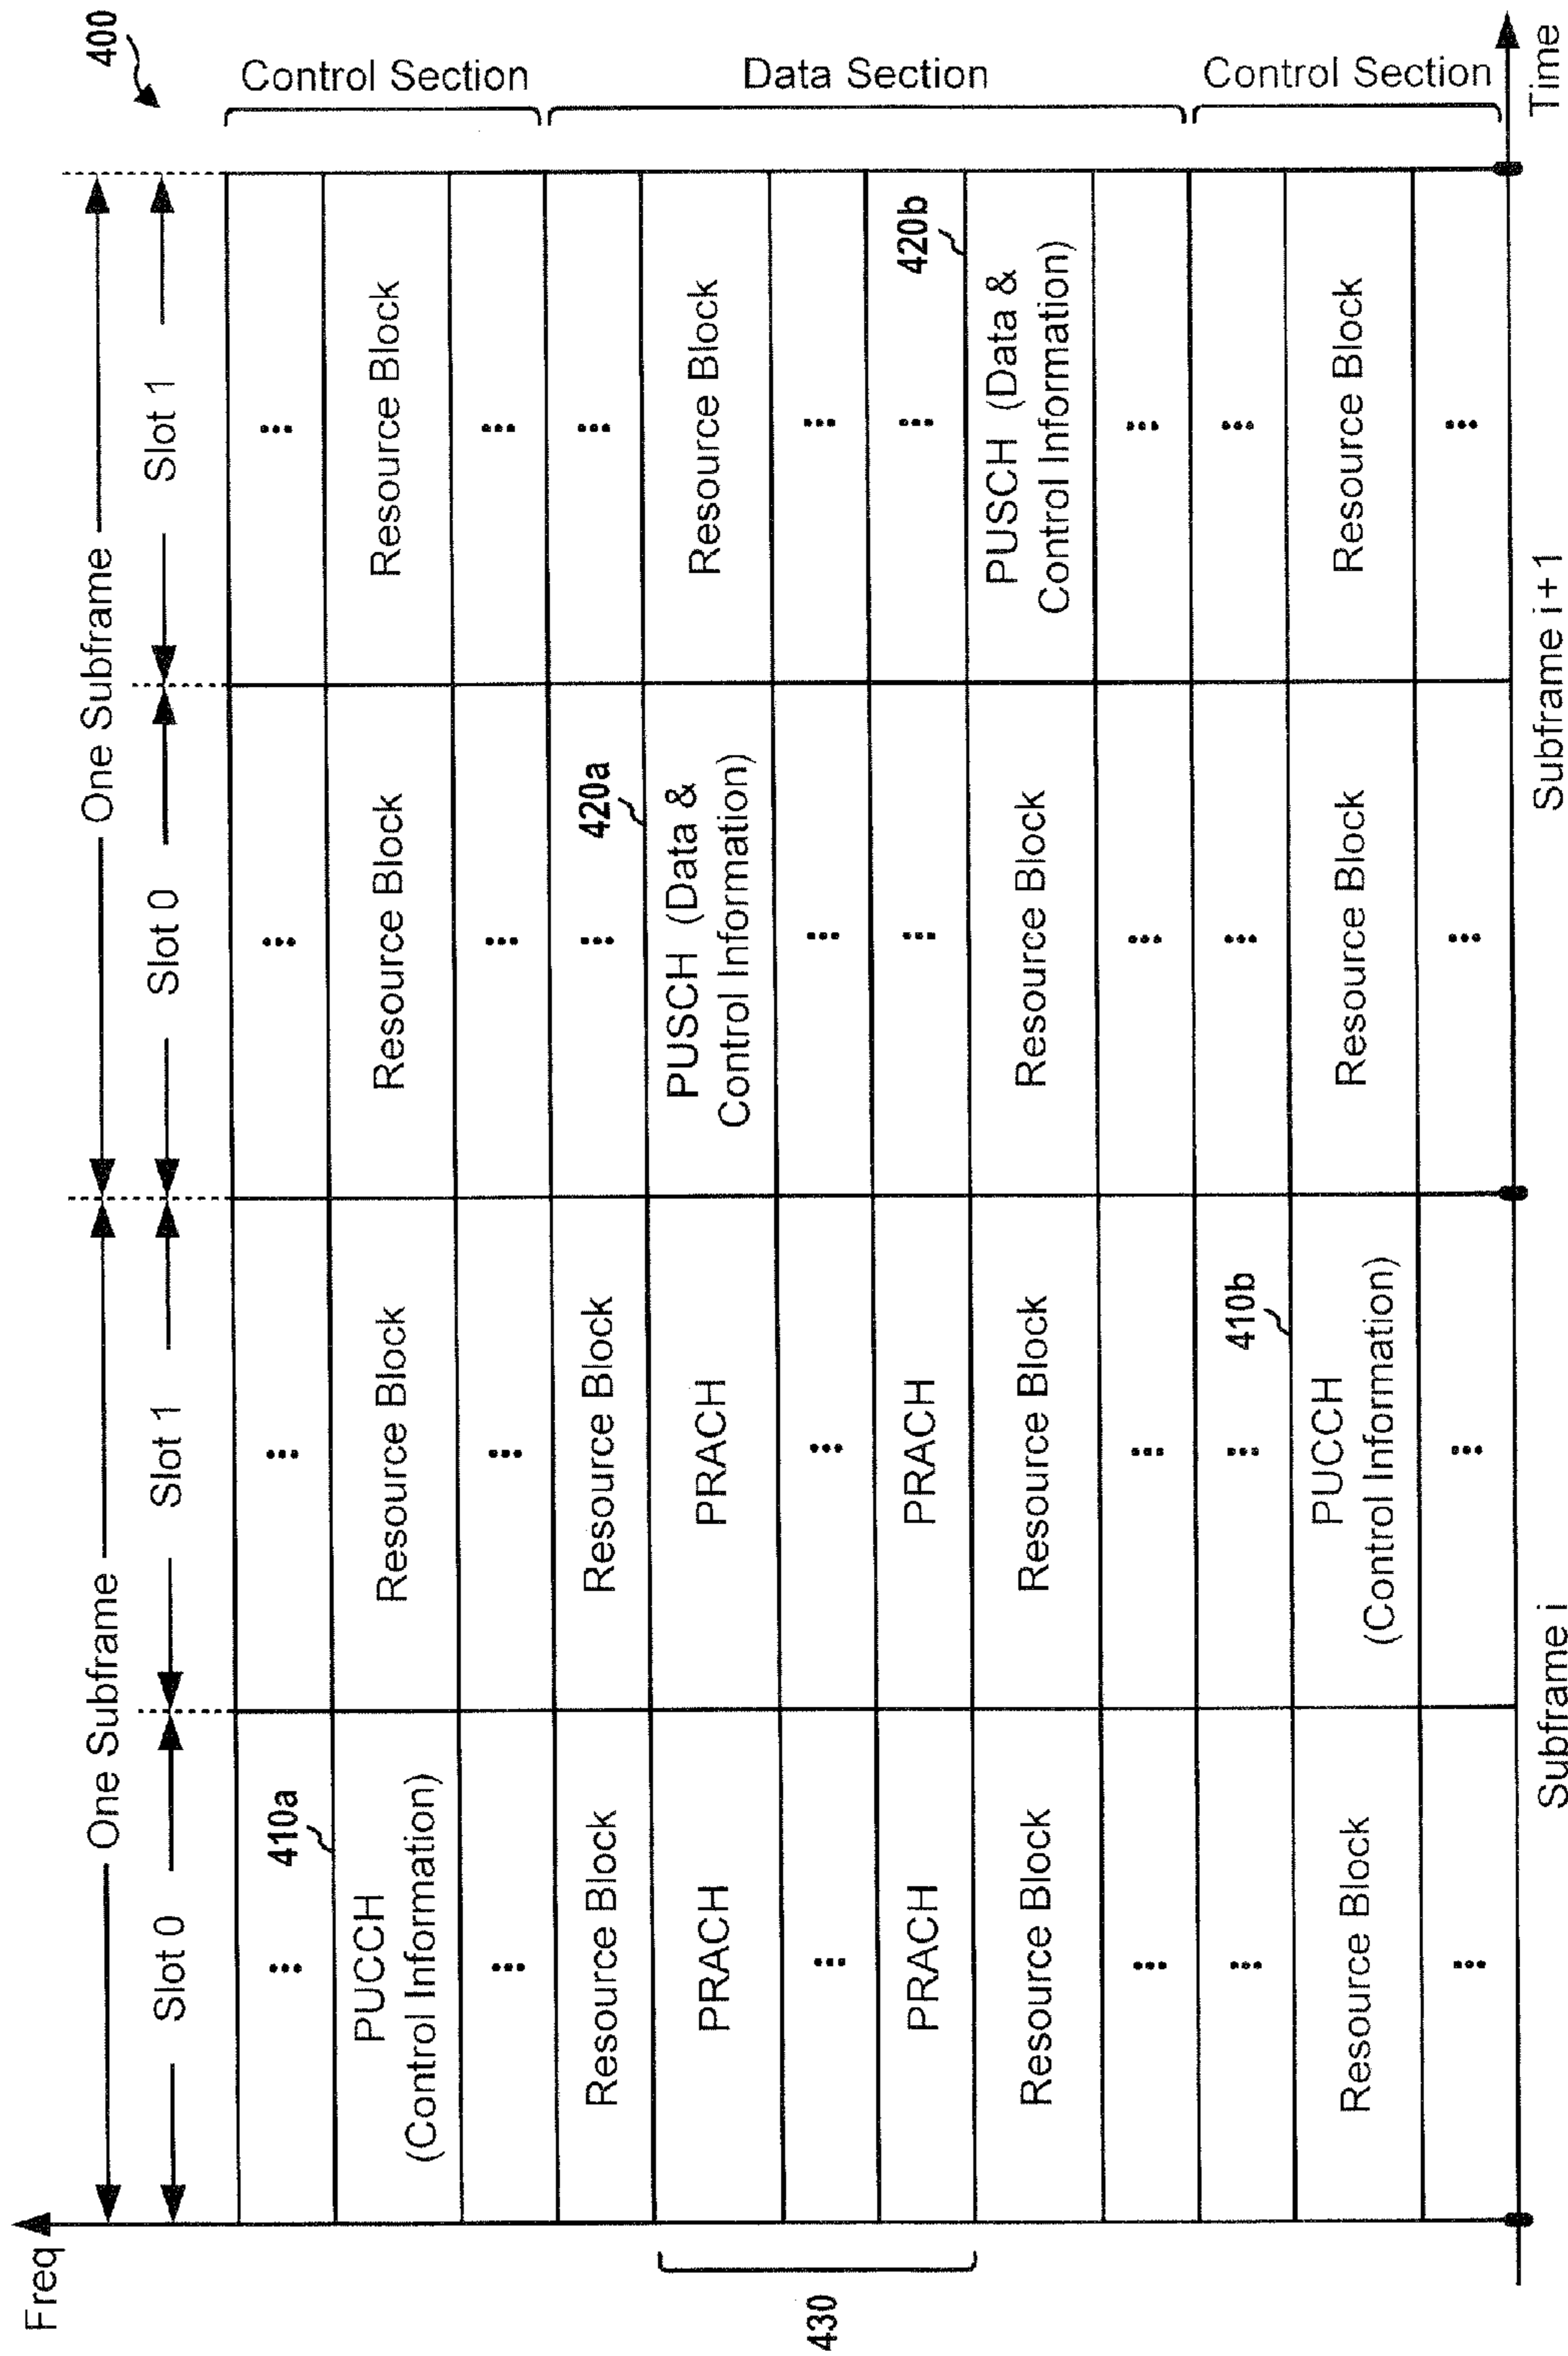 400
Freq
One Subframe
One Subframe
Slot 0
Slot 1
Slot 0
Slot 1
410a
...
...
...
...
PUCCH
(Control Information)
Resource Block
Resource Block
Resource Block
Control Section
...
...
...
...
420a
Resource Block
Resource Block
...
...
PRACH
PRACH
PUSCH (Data &
Control Information)
Resource Block
430
...
...
...
...
Data Section
420b
PRACH
PRACH
...
...
Resource Block
Resource Block
Resource Block
PUSCH (Data &
Control Information)
...
...
...
...
410b
...
...
...
...
Resource Block
PUCCH
(Control Information)
Resource Block
Resource Block
Control Section
...
...
...
...
Subframe i
Subframe i + 1
Time